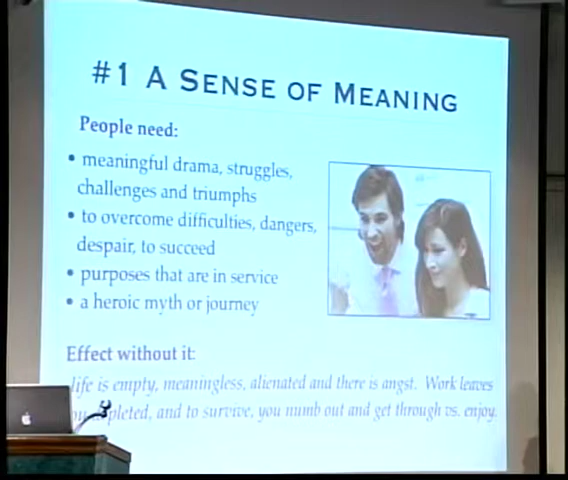 #1 A SENSE OF MEANING
People need:
• meaningful drama, struggles,
challenges and triumphs
• to overcome difficulties, dangers,
despair, to succeed
• purposes that are in service
• a heroic myth or journey
Effect without it:
life is empty, meaningless, alienated and there is angst. Work leaves
and to survive, you numb out and get through vs. enjoy.